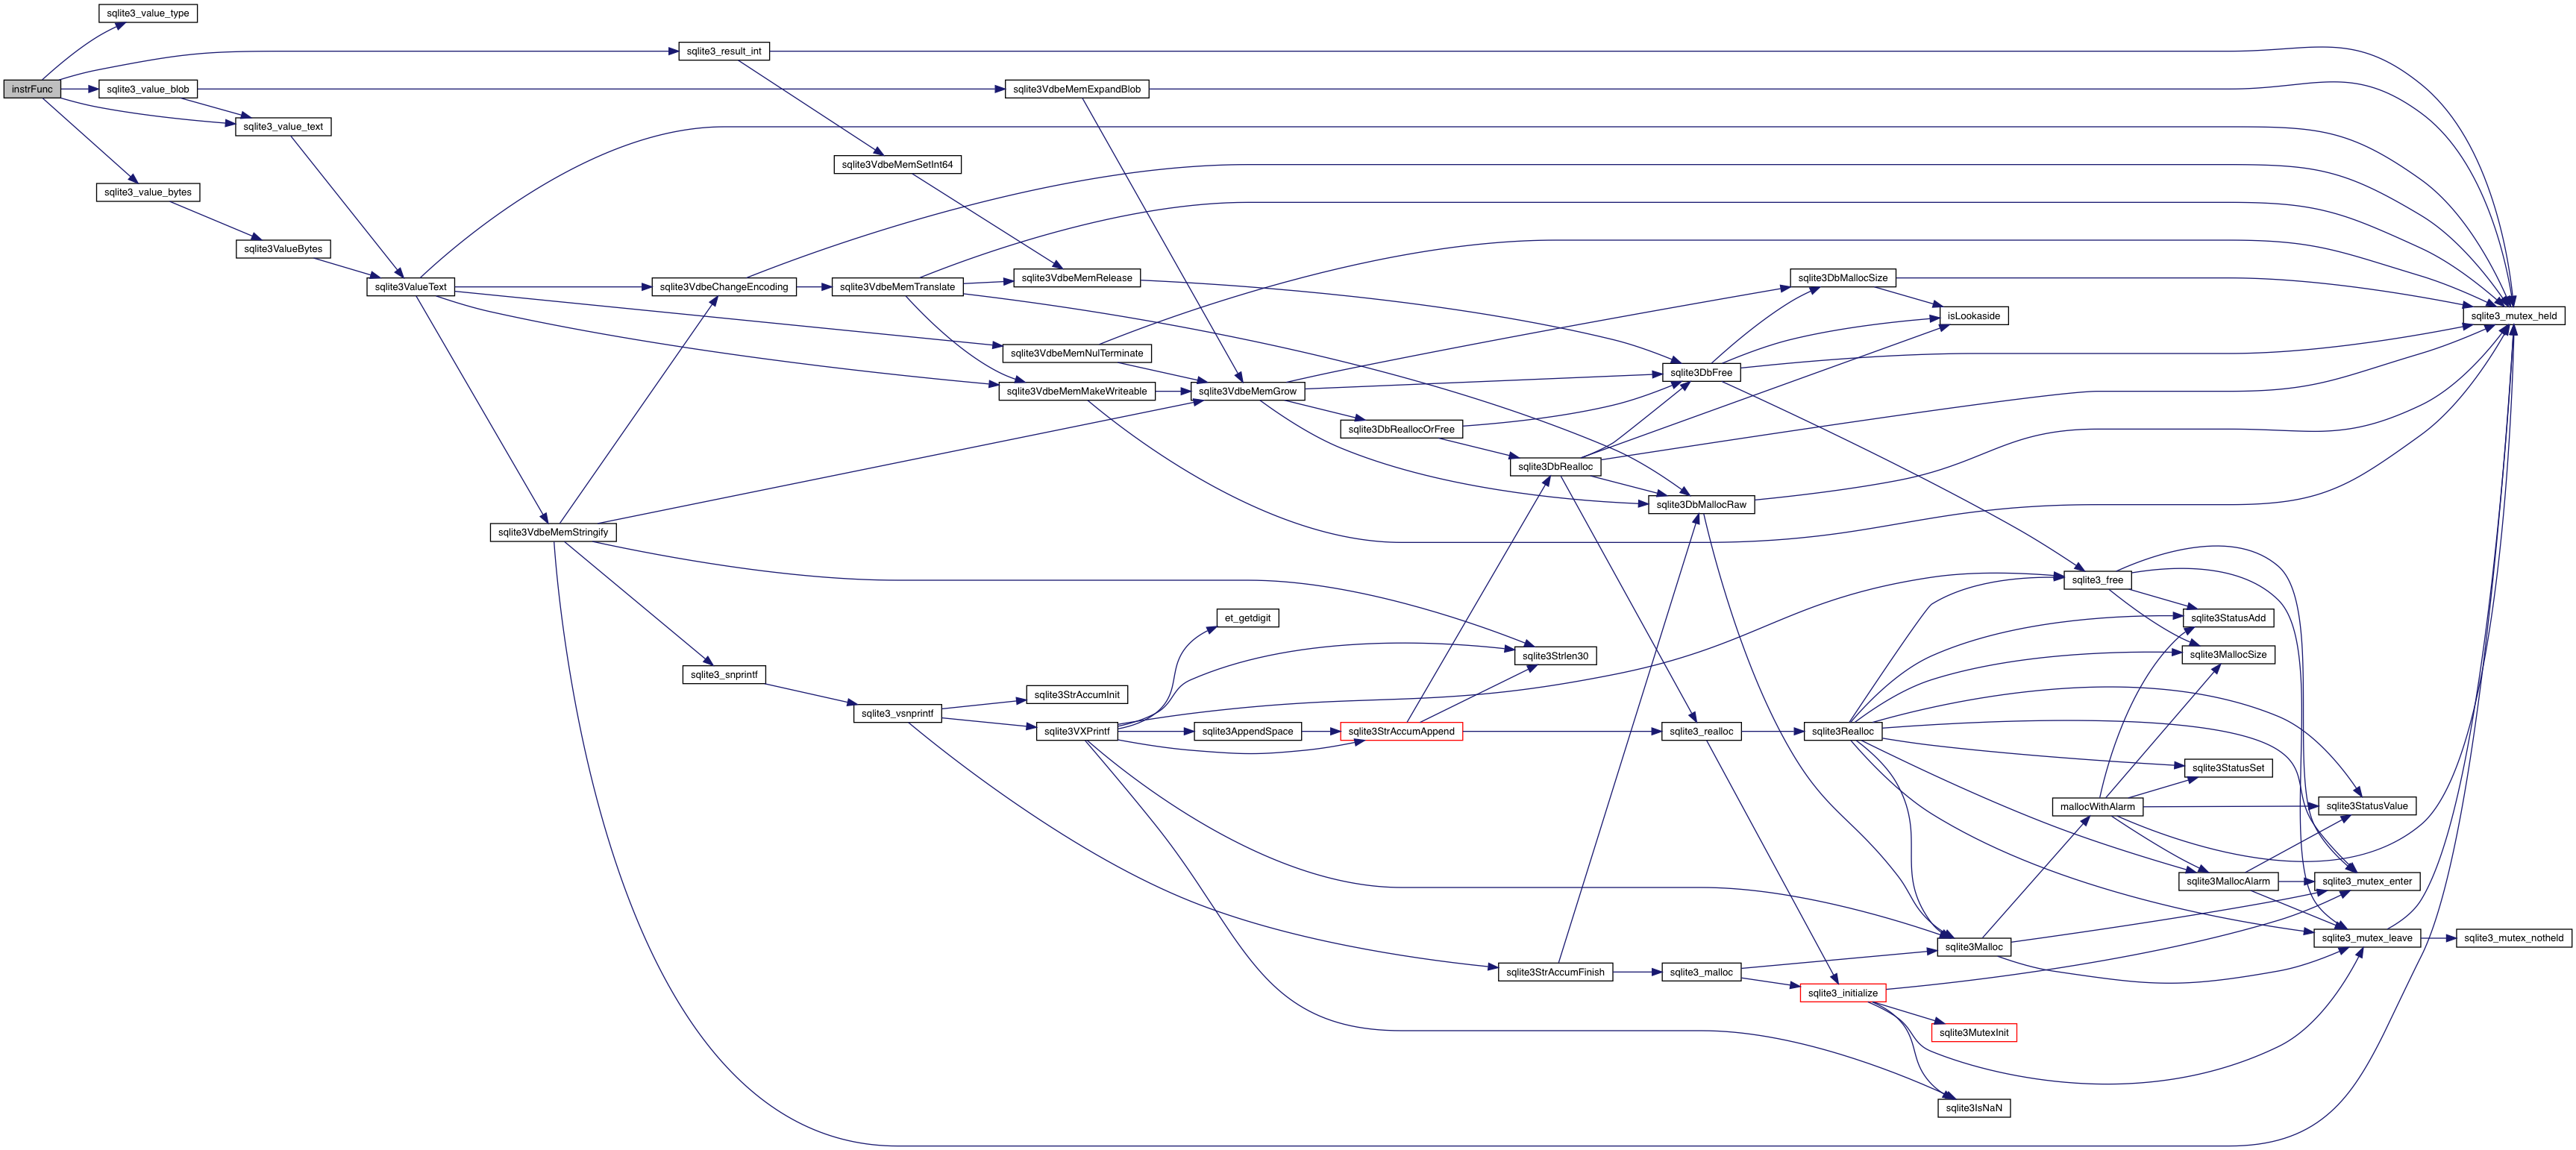 sqlite3_value_type
sqlite3_result_int
instrFunc
sqlite3_value_blob
sqlite3VdbeMemExpandBlob
sqlite3_value_text
sqlite3VdbeMemSetInt64
sqlite3_value_bytes
sqlite3ValueBytes
sqlite3VdbeMemRelease
sqlite3DbMallocSize
sqlite3ValueText
sqlite3VdbeChangeEncoding
sqlite3VdbeMemTranslate
isLookaside
sqlite3_mutex_held
sqlite3VdbeMemNulTerminate
sqlite3DbFree
sqlite3VdbeMemMakeWriteable
sqlite3VdbeMemGrow
sqlite3DbReallocOrFree
sqlite3DbRealloc
sqlite3DbMallocRaw
sqlite3VdbeMemStringify
sqlite3_free
et_getdigit
sqlite3StatusAdd
sqlite3Strlen30
sqlite3MallocSize
sqlite3_snprintf
sqlite3StrAccumInit
sqlite3_vsnprintf
sqlite3VXPrintf
sqlite3AppendSpace
sqlite3StrAccumAppend
sqlite3_realloc
sqlite3Realloc
sqlite3StatusSet
mallocWithAlarm
sqlite3StatusValue
sqlite3MallocAlarm
sqlite3_mutex_enter
sqlite3_mutex_leave
sqlite3_mutex_notheld
sqlite3Malloc
sqlite3StrAccumFinish
sqlite3_malloc
sqlite3_initialize
sqlite3MutexInit
sqlite3IsNaN